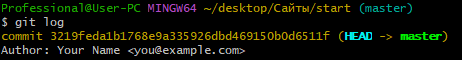 Professional@User-PC MINGW64 ~/desktop/Сайты/start (master)
$ git log
commit 3219feda1b1768e9a335926dbd469150b0d6511f (HEAD -> master)
Author: Your Name <you@example.com>